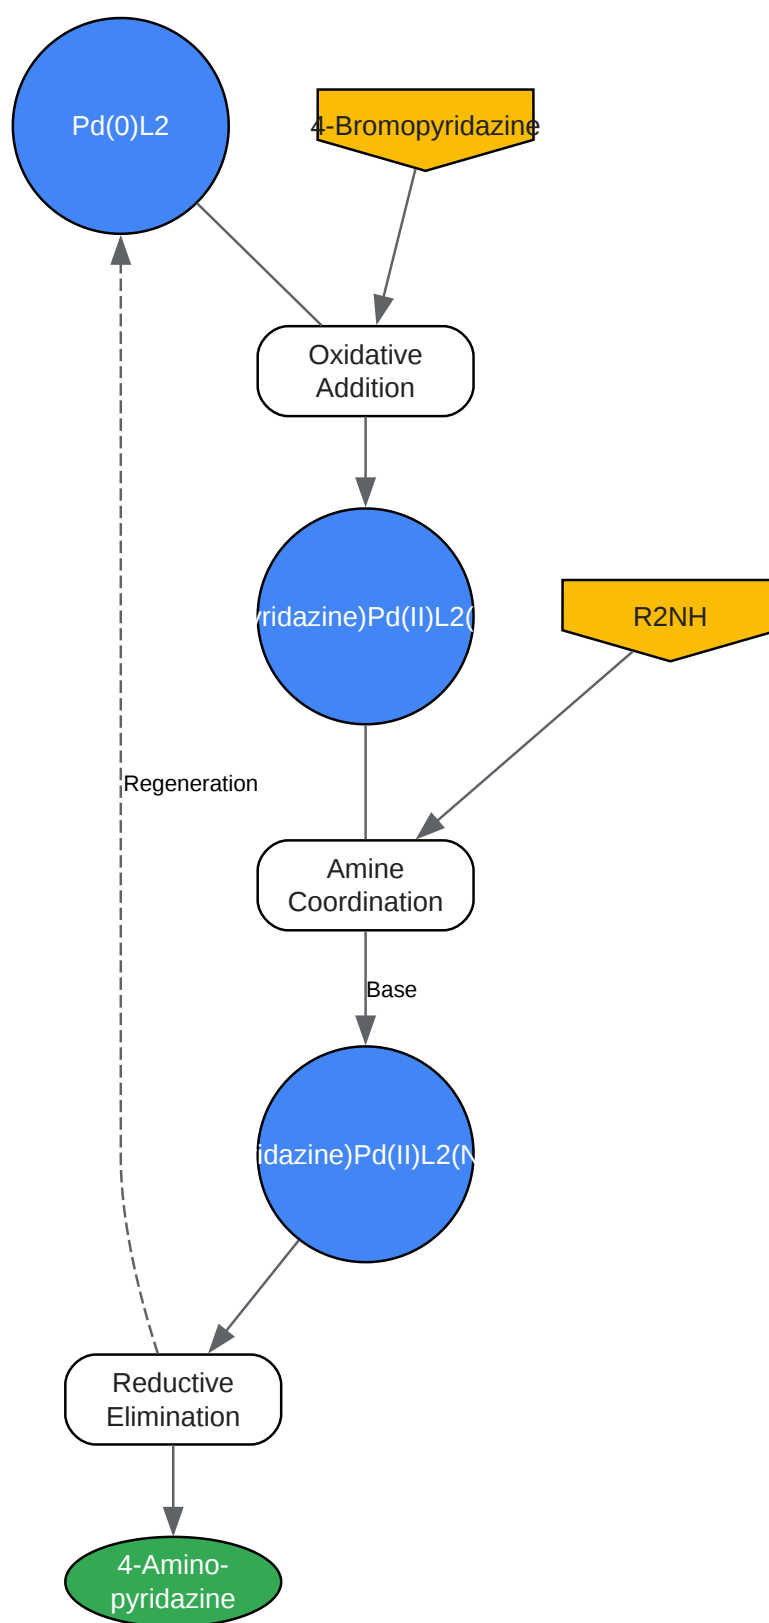 Pd(0)L2
4-Bromopyridazine
Oxidative
Addition
yridazine)Pd(II)L2(
R2NH
Regeneration
Amine
Coordination
Base
idazine)Pd(II)L2(N
Reductive
Elimination
4-Amino-
pyridazine